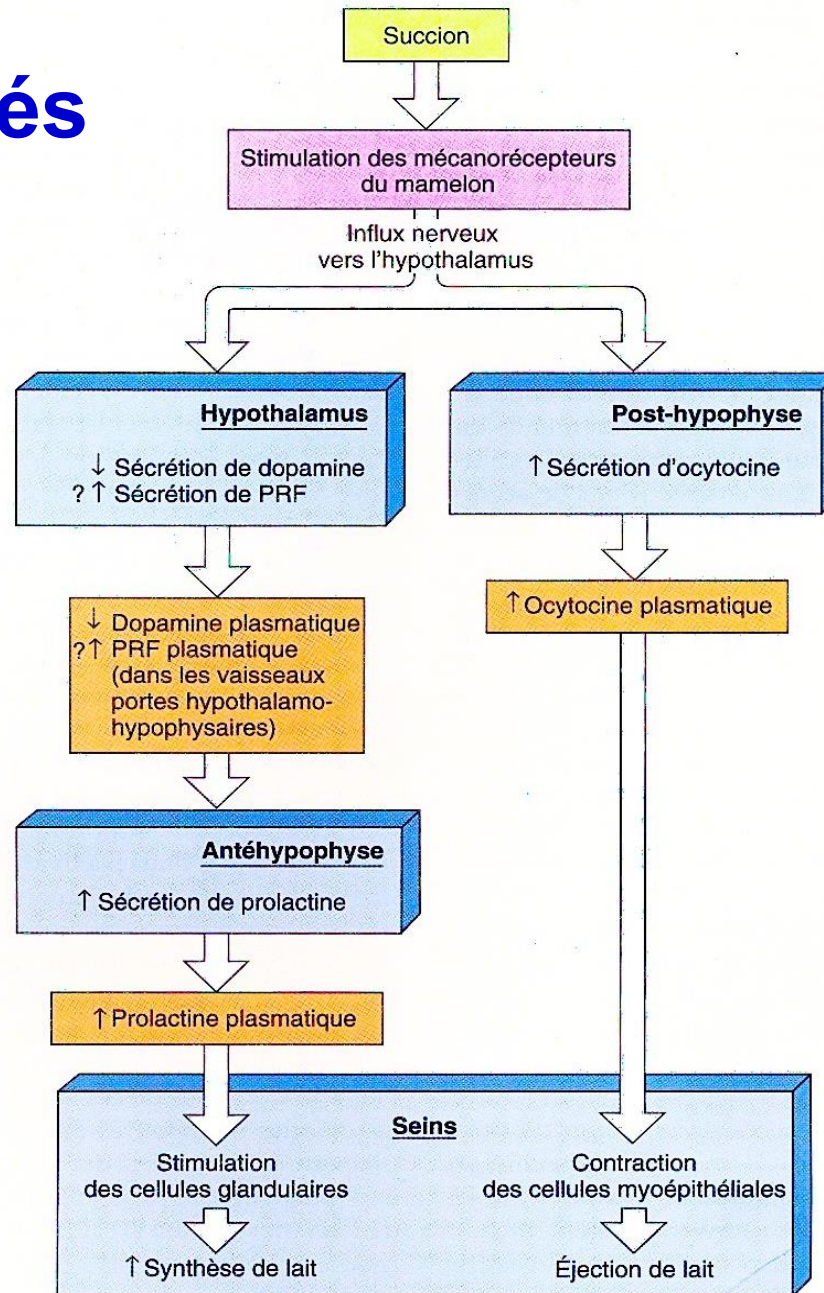 és
Succion
Stimulation des mécanorécepteurs
du mamelon
Influx nerveux
vers l'hypothalamus
Hypothalamus
↓ Sécrétion de dopamine
? ↑ Sécrétion de PRF
Post-hypophyse
↑ Sécrétion d'ocytocine
↓ Dopamine plasmatique
?↑ PRF plasmatique
(dans les vaisseaux
portes hypothalamo-
hypophysaires)
↑ Ocytocine plasmatique
Antéhypophyse
↑ Sécrétion de prolactine
↑ Prolactine plasmatique
Seins
Stimulation
des cellules glandulaires
↑ Synthèse de lait
Contraction
des cellules myoépithéliales
Éjection de lait